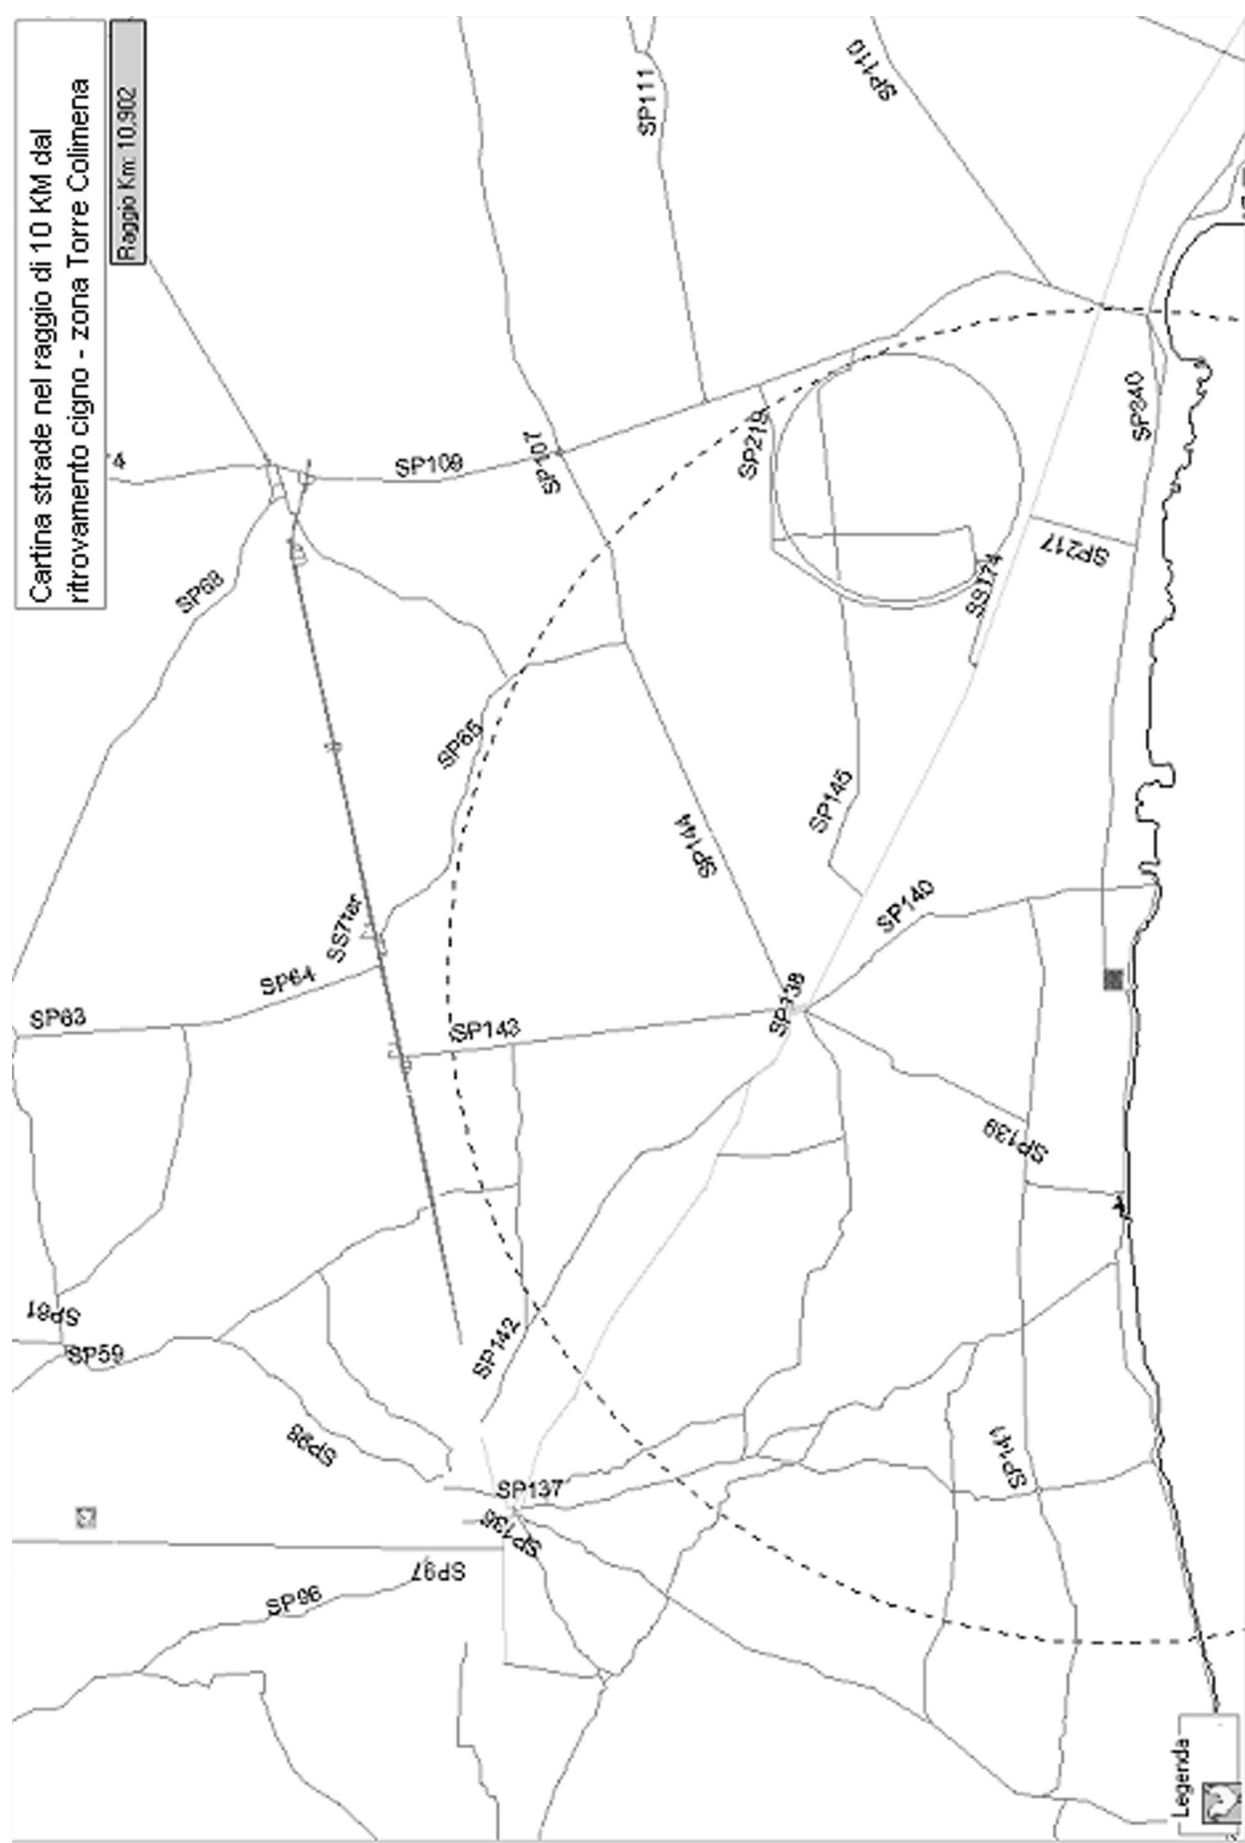 Cartina strade nel raggio di 10 KM dal
ritrovamento cigno - zona Torre Colimena
Raggio Km: 10.902
SP110
SP111
4
SP109
SP107
SP219
SP240
SP217
SS174
SP68
SP65
SP145
SP144
SS7ter
SP140
SP64
SP63
SP143
SP138
SP139
SP61
SP59
SP142
SP98
SP141
SP137
SP136
SP97
SP96
Legenda